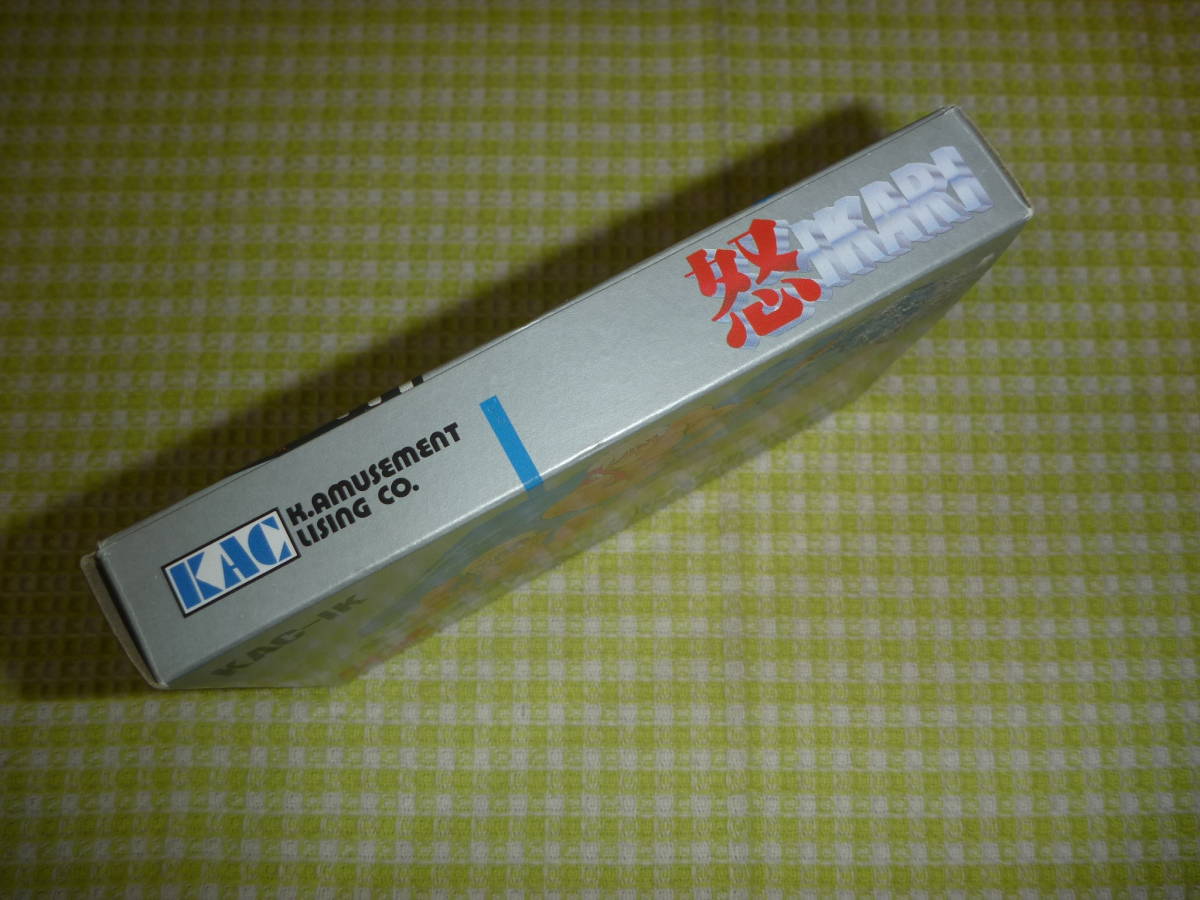 KAC
K.AMUSEMENT
LISING CO.
怒 IKARI
KAC-IK